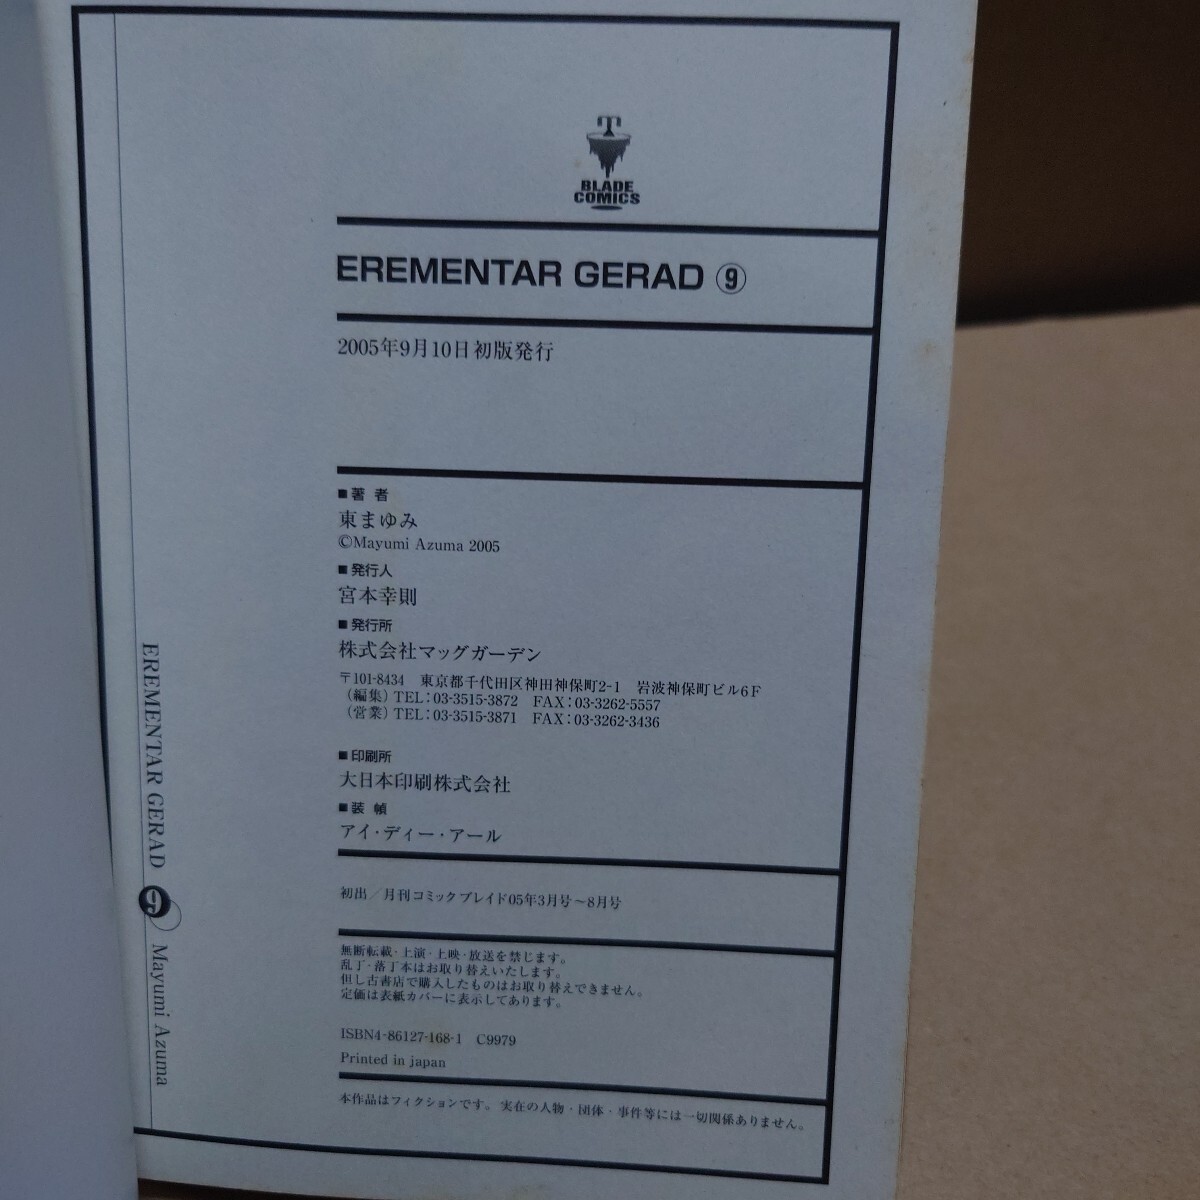 BLADE
COMICS
EREMENTAR GERAD ⑨
2005年9月10日初版発行
■著 者
東まゆみ
©Mayumi Azuma 2005
■発行人
宮本幸則
■発行所
株式会社マッグガーデン
〒101-8434 東京都千代田区神田神保町2-1 岩波神保町ビル6F
(編集) TEL:03-3515-3872 FAX:03-3262-5557
(営業) TEL:03-3515-3871 FAX:03-3262-3436
■印刷所
大日本印刷株式会社
■装 幀
アイ・ディー・アール
初出/月刊コミックブレイド05年3月号〜8月号
無断転載・上演・上映・放送を禁じます。
乱丁・落丁本はお取り替えいたします。
但し古書店で購入したものはお取り替えできません。
定価は表紙カバーに表示してあります。
ISBN4-86127-168-1 C9979
Printed in japan
本作品はフィクションです。実在の人物・団体・事件等には一切関係ありません。
EREMENTAR GERAD 9 Mayumi Azuma